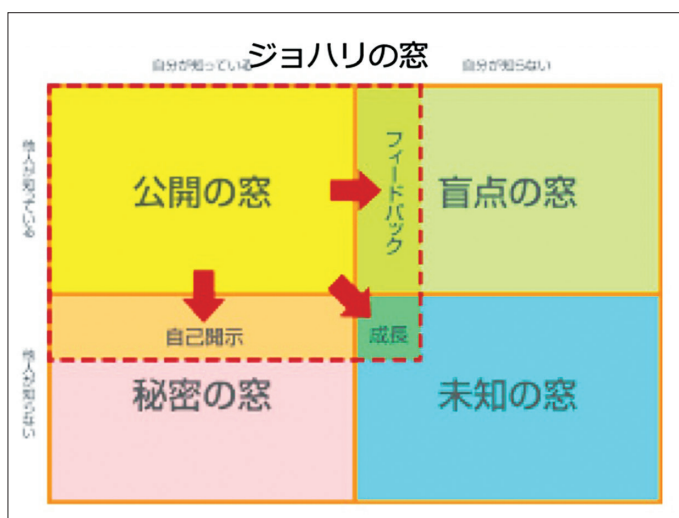 ジョハリの窓
自分が知っている
自分が知らない
他人が知っている
公開の窓
フィードバック
盲点の窓
自己開示
成長
他人が知らない
秘密の窓
未知の窓